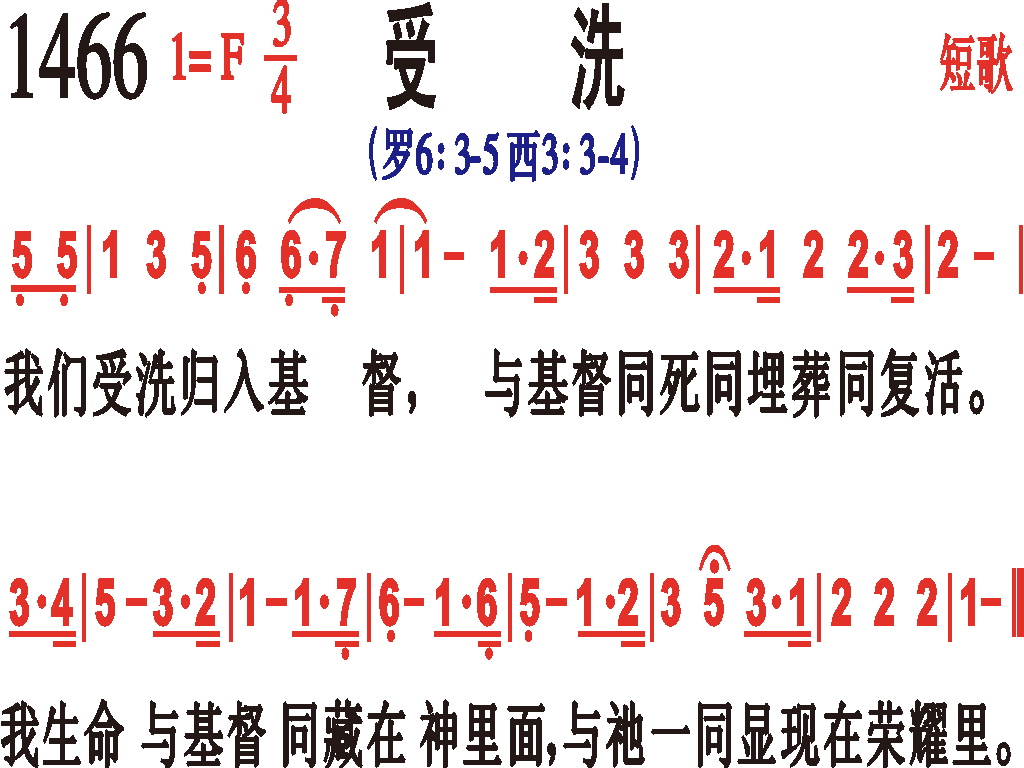 1466 1=F 3/4 受 洗 短歌
(罗6:3-5 西3:3-4)
5 5|1 3 5|6 6·7 1|1- 1·2|3 3 3|2·1 2 2·3|2 - |
我们受洗归入基 督， 与基督同死同埋葬同复活。
3·4|5-3·2|1-1·7|6-1·6|5-1·2|3 5 3·1|2 2 2|1-‖
我生命 与基督 同藏在 神里面，与祂一同显现在荣耀里。